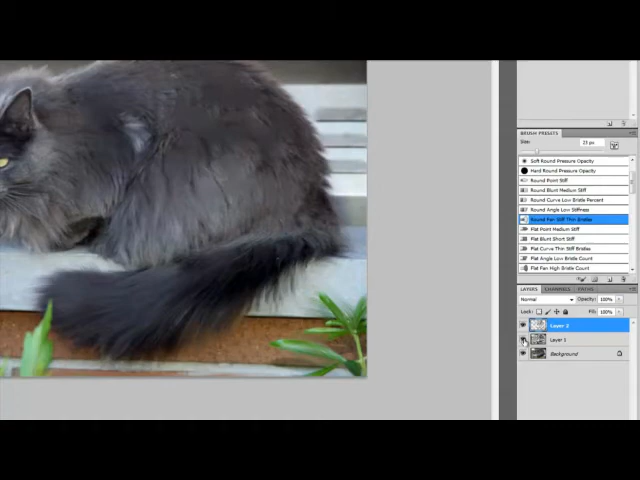 BRUSH PRESETS
Size: 23 px
Soft Round Pressure Opacity
Hard Round Pressure Opacity
Round Point Stiff
Round Blunt Medium Stiff
Round Curve Low Bristle Percent
Round Angle Low Stiffness
Round Fan Stiff Thin Bristles
Flat Point Medium Stiff
Flat Blunt Short Stiff
Flat Curve Thin Stiff Bristles
Flat Angle Low Bristle Count
Flat Fan High Bristle Count
LAYERS CHANNELS PATHS
Normal Opacity: 100%
Lock: Fill: 100%
Layer 2
Layer 1
Background